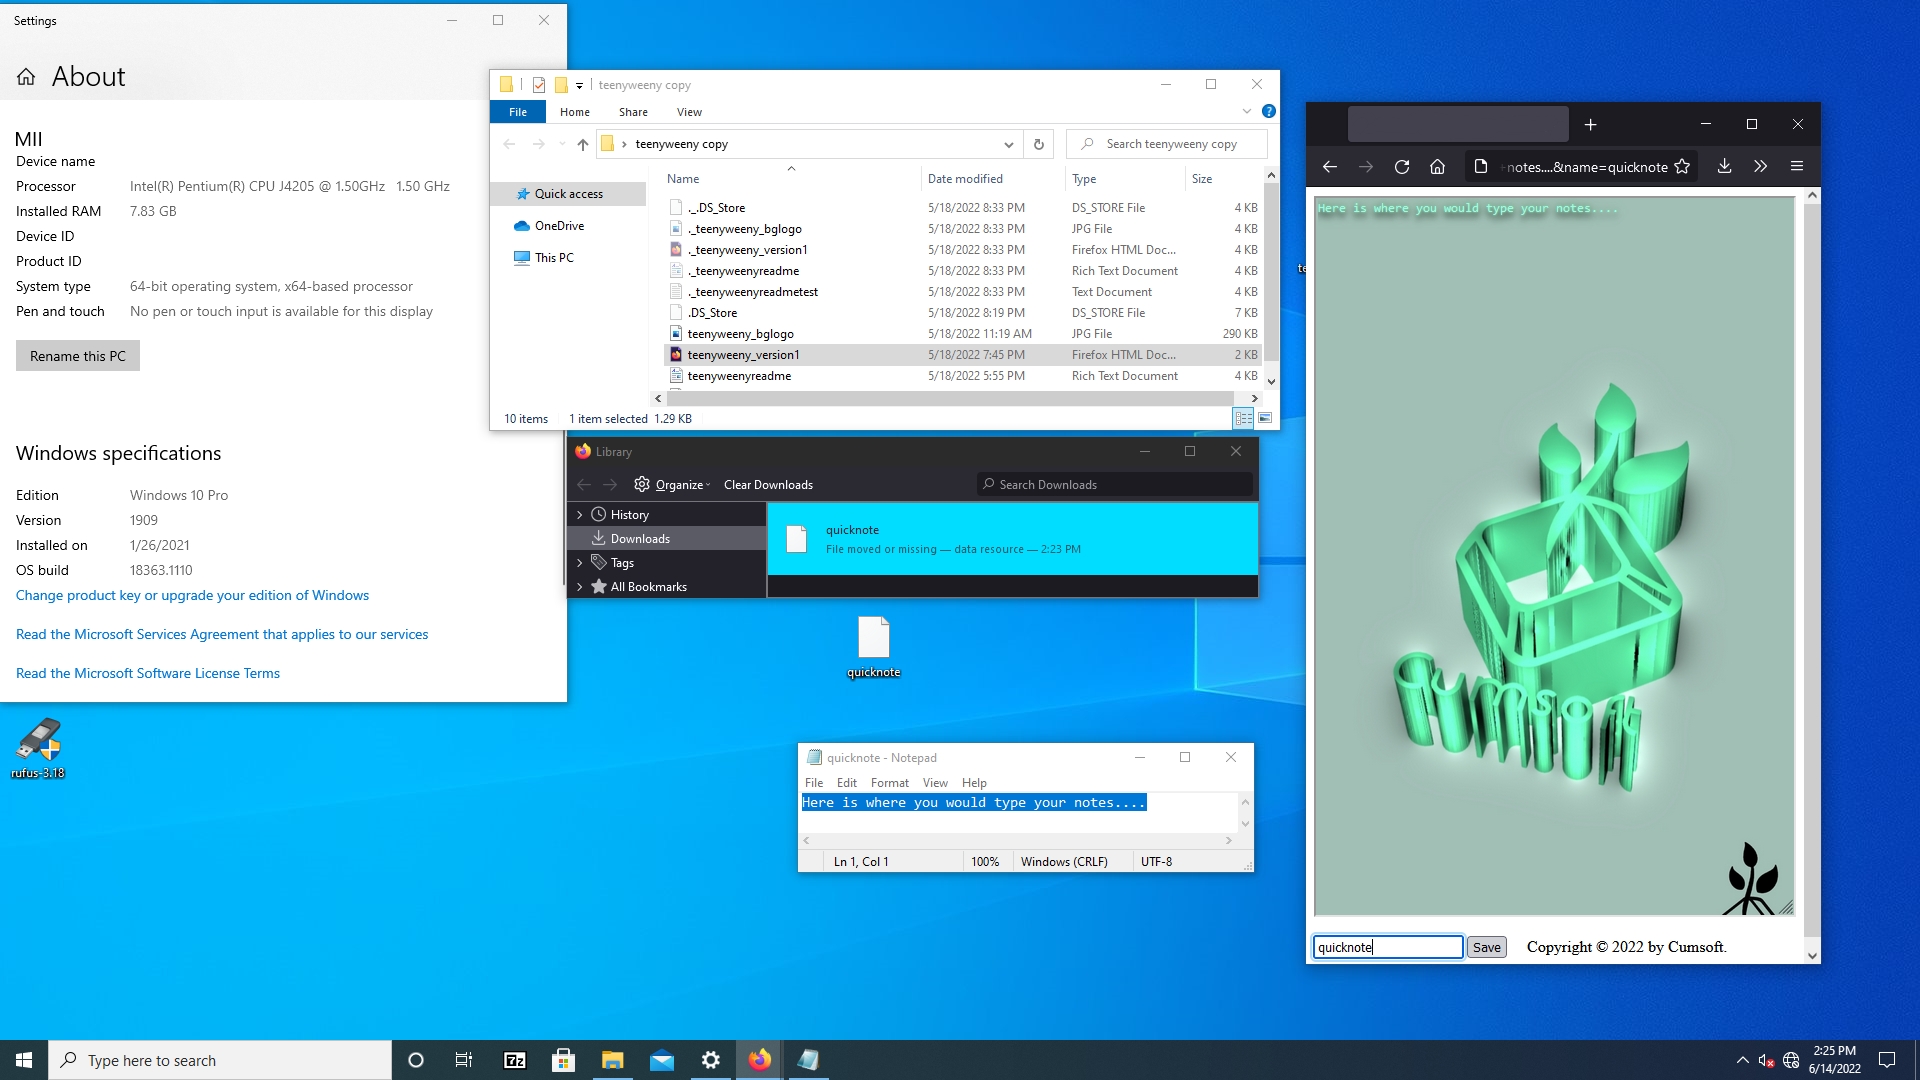 Settings
About
MII
Device name
Processor Intel(R) Pentium(R) CPU J4205 @ 1.50GHz 1.50 GHz
Installed RAM 7.83 GB
Device ID
Product ID
System type 64-bit operating system, x64-based processor
Pen and touch No pen or touch input is available for this display
Rename this PC
Windows specifications
Edition Windows 10 Pro
Version 1909
Installed on 1/26/2021
OS build 18363.1110
Change product key or upgrade your edition of Windows
Read the Microsoft Services Agreement that applies to our services
Read the Microsoft Software License Terms
rufus-3.18
teenyweeny copy
File Home Share View
teenyweeny copy
Search teenyweeny copy
Quick access
OneDrive
This PC
Name Date modified Type Size
._.DS_Store 5/18/2022 8:33 PM DS_STORE File 4 KB
._teenyweeny_bglogo 5/18/2022 8:33 PM JPG File 4 KB
._teenyweeny_version1 5/18/2022 8:33 PM Firefox HTML Doc... 4 KB
._teenyweenyreadme 5/18/2022 8:33 PM Rich Text Document 4 KB
._teenyweenyreadmetest 5/18/2022 8:33 PM Text Document 4 KB
.DS_Store 5/18/2022 8:19 PM DS_STORE File 7 KB
teenyweeny_bglogo 5/18/2022 11:19 AM JPG File 290 KB
teenyweeny_version1 5/18/2022 7:45 PM Firefox HTML Doc... 2 KB
teenyweenyreadme 5/18/2022 5:55 PM Rich Text Document 4 KB
10 items 1 item selected 1.29 KB
Library
Organize Clear Downloads
Search Downloads
History
Downloads
Tags
All Bookmarks
quicknote
File moved or missing — data resource — 2:23 PM
quicknote
quicknote - Notepad
File Edit Format View Help
Here is where you would type your notes....
Ln 1, Col 1 100% Windows (CRLF) UTF-8
te
+notes....&name=quicknote
Here is where you would type your notes....
Cumsoft
quicknote
Save
Copyright © 2022 by Cumsoft.
Type here to search
7z
2:25 PM
6/14/2022